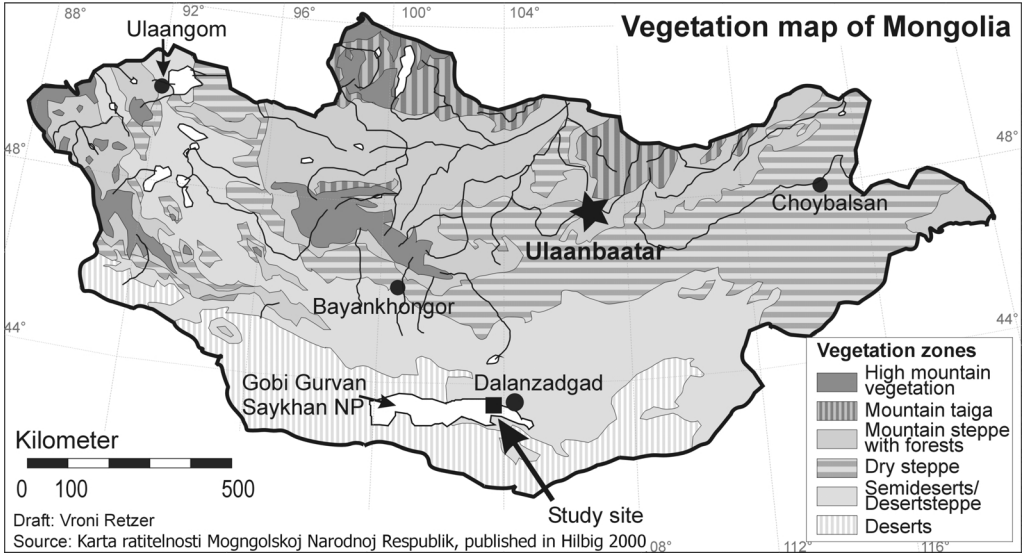 88°
92°
96°
100°
104°
Vegetation map of Mongolia
Ulaangom
48°
48°
Choybalsan
Ulaanbaatar
Bayankhongor
44°
44°
Gobi Gurvan
Saykhan NP
Dalanzadgad
Vegetation zones
High mountain
vegetation
Mountain taiga
Mountain steppe
with forests
Dry steppe
Semideserts/
Desertsteppe
Deserts
Kilometer
0 100 500
Study site
Draft: Vroni Retzer
Source: Karta ratitelnosti Mogngolskoj Narodnoj Respublik, published in Hilbig 2000
08°
112°
116°